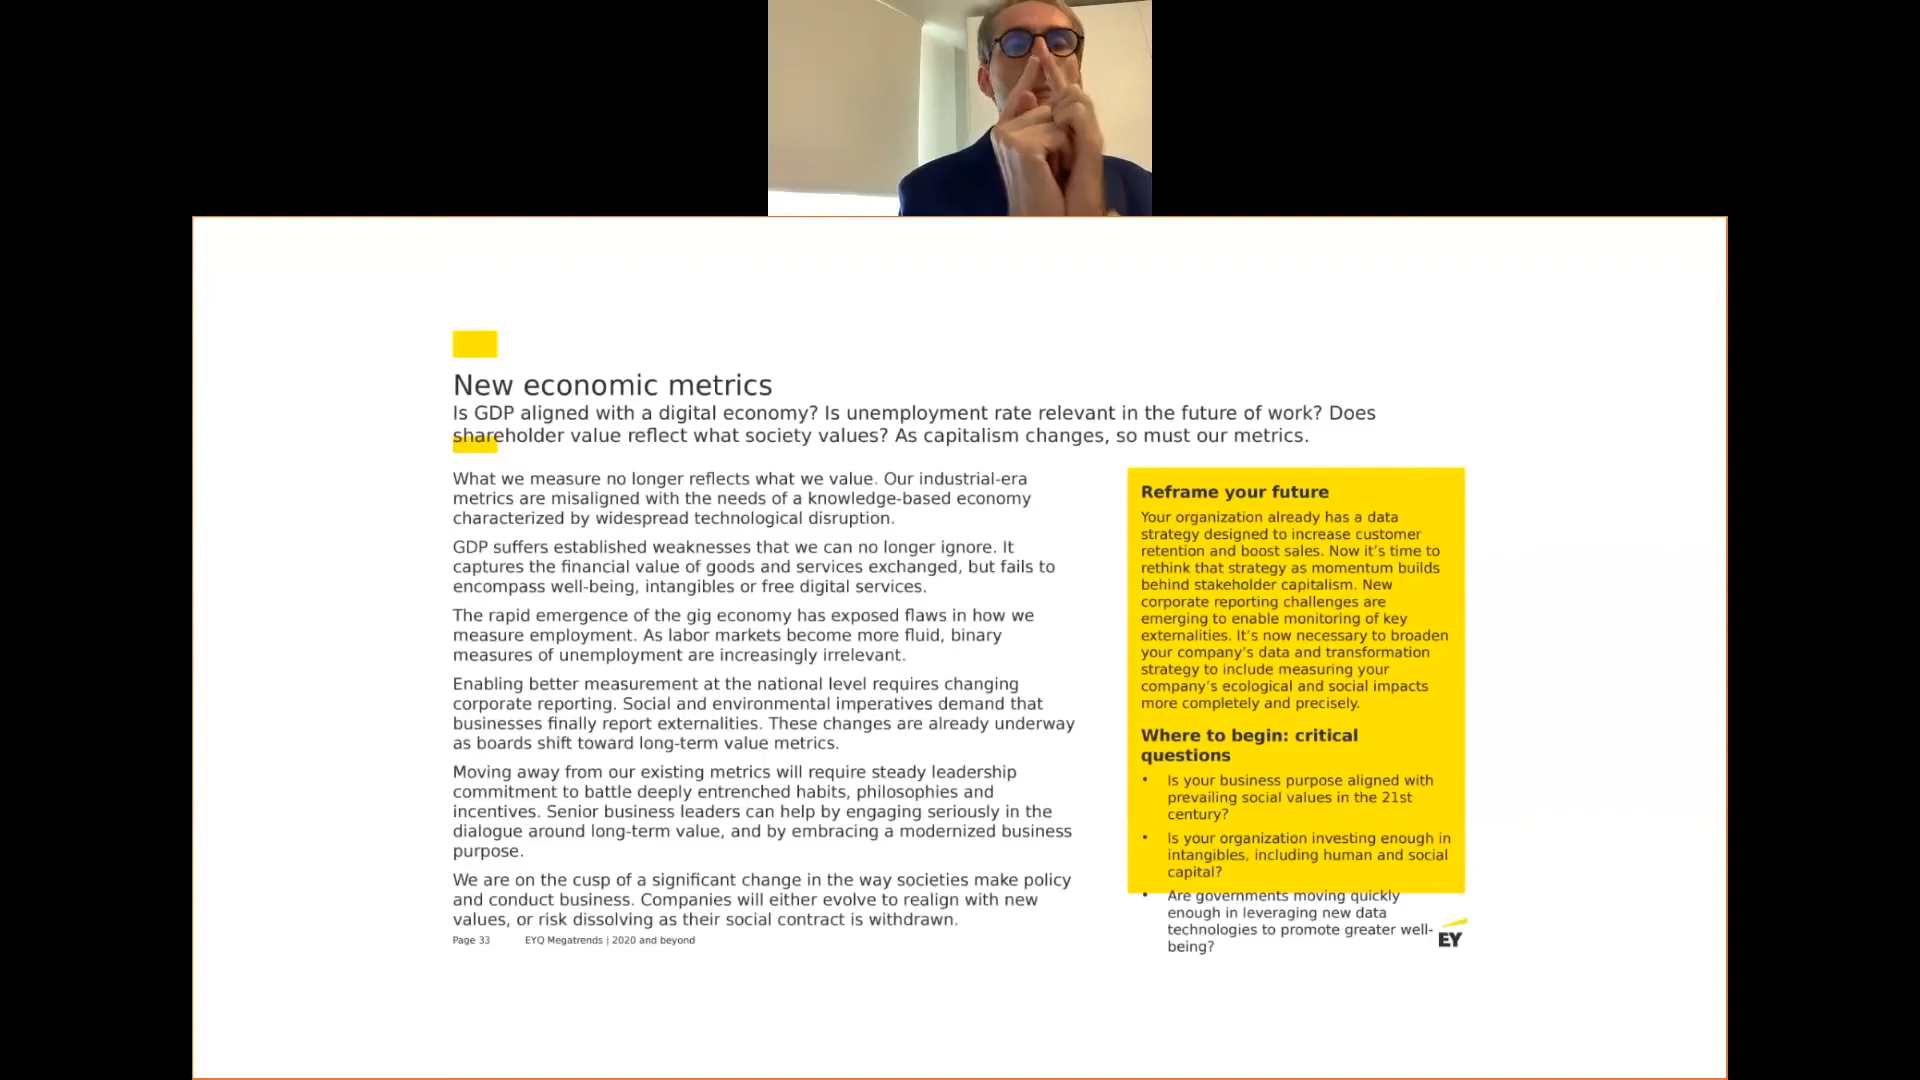 New economic metrics
Is GDP aligned with a digital economy? Is unemployment rate relevant in the future of work? Does
shareholder value reflect what society values? As capitalism changes, so must our metrics.
What we measure no longer reflects what we value. Our industrial-era
metrics are misaligned with the needs of a knowledge-based economy
characterized by widespread technological disruption.
GDP suffers established weaknesses that we can no longer ignore. It
captures the financial value of goods and services exchanged, but fails to
encompass well-being, intangibles or free digital services.
The rapid emergence of the gig economy has exposed flaws in how we
measure employment. As labor markets become more fluid, binary
measures of unemployment are increasingly irrelevant.
Enabling better measurement at the national level requires changing
corporate reporting. Social and environmental imperatives demand that
businesses finally report externalities. These changes are already underway
as boards shift toward long-term value metrics.
Moving away from our existing metrics will require steady leadership
commitment to battle deeply entrenched habits, philosophies and
incentives. Senior business leaders can help by engaging seriously in the
dialogue around long-term value, and by embracing a modernized business
purpose.
We are on the cusp of a significant change in the way societies make policy
and conduct business. Companies will either evolve to realign with new
values, or risk dissolving as their social contract is withdrawn.
Reframe your future
Your organization already has a data
strategy designed to increase customer
retention and boost sales. Now it's time to
rethink that strategy as momentum builds
behind stakeholder capitalism. New
corporate reporting challenges are
emerging to enable monitoring of key
externalities. It's now necessary to broaden
your company's data and transformation
strategy to include measuring your
company's ecological and social impacts
more completely and precisely.
Where to begin: critical
questions
• Is your business purpose aligned with
prevailing social values in the 21st
century?
• Is your organization investing enough in
intangibles, including human and social
capital?
• Are governments moving quickly
enough in leveraging new data
technologies to promote greater well-
being?
Page 33 EYQ Megatrends | 2020 and beyond
EY